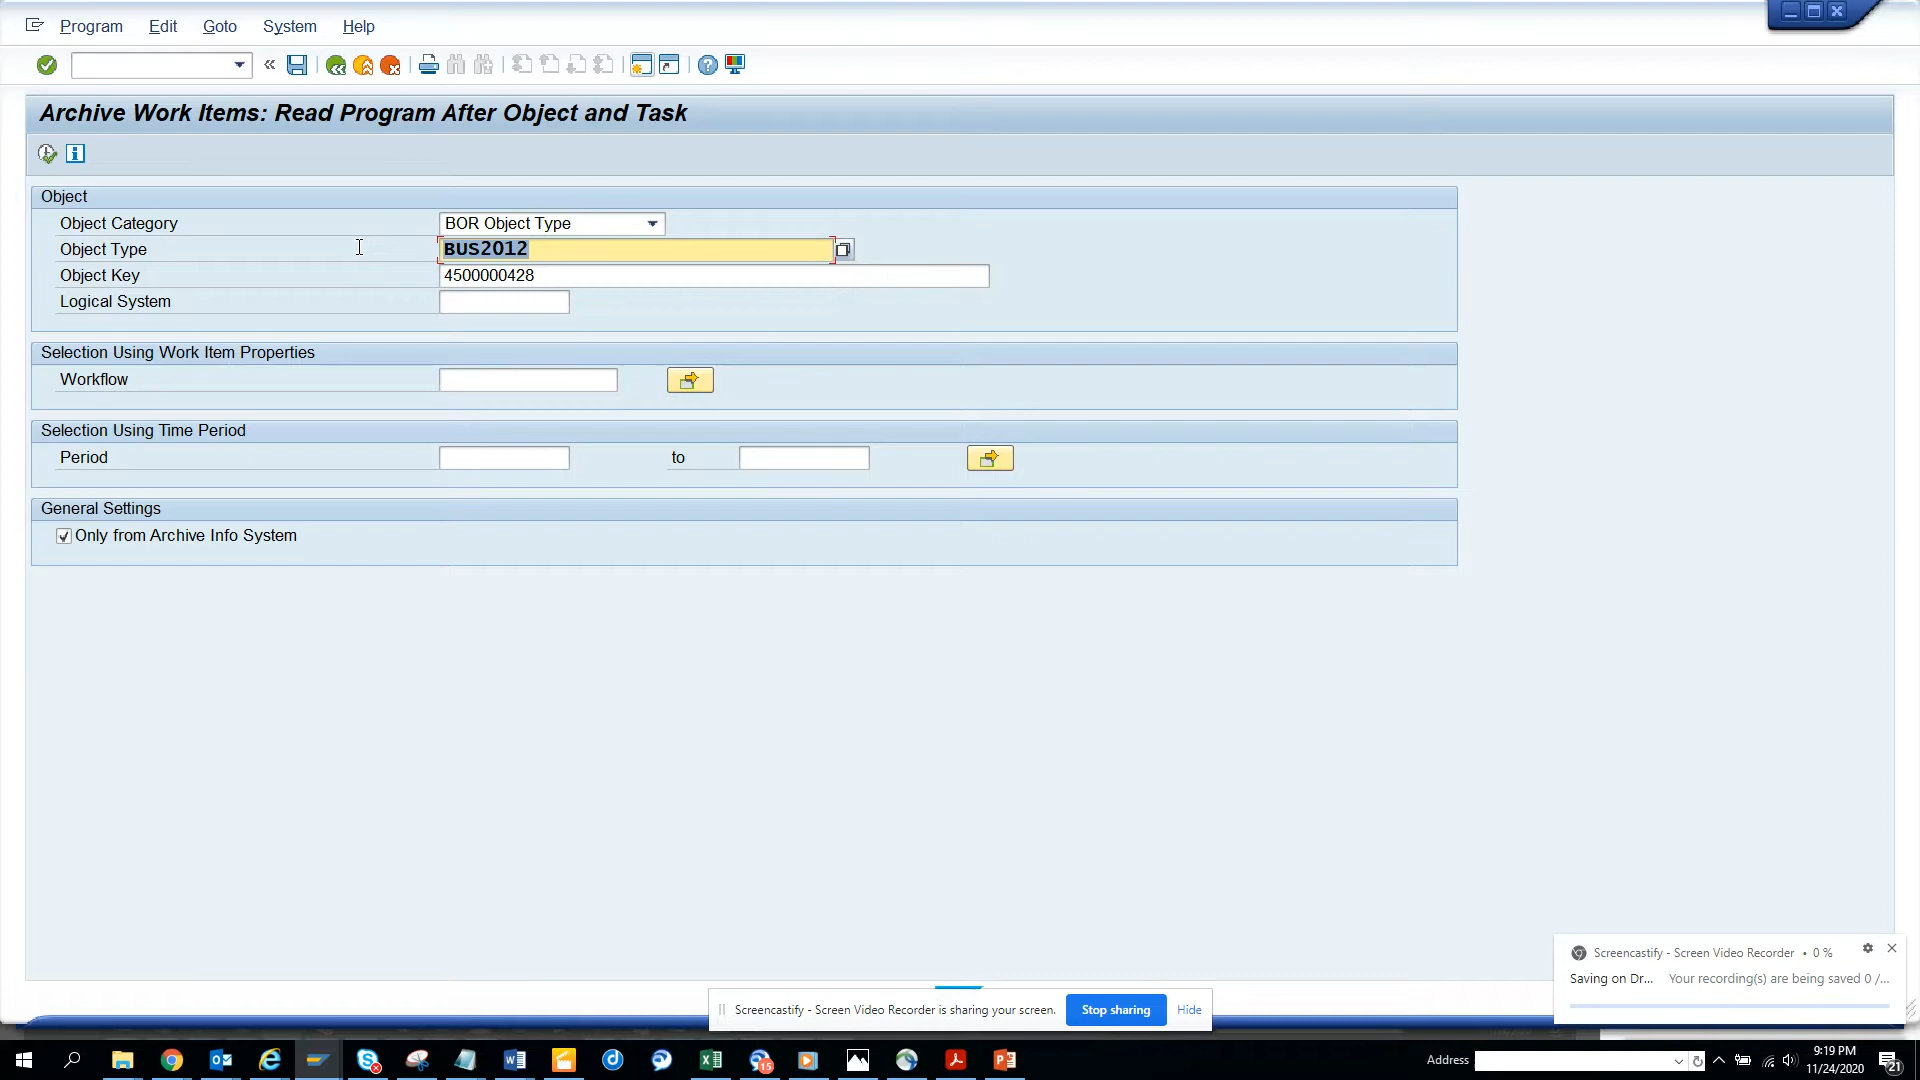 Program Edit Goto System Help
Archive Work Items: Read Program After Object and Task
Object
Object Category BOR Object Type
Object Type BUS2012
Object Key 4500000428
Logical System
Selection Using Work Item Properties
Workflow
Selection Using Time Period
Period to
General Settings
Only from Archive Info System
Screencastify - Screen Video Recorder • 0 %
Saving on Dr... Your recording(s) are being saved 0 /...
Screencastify - Screen Video Recorder is sharing your screen. Stop sharing Hide
Address
15
9:19 PM
11/24/2020
21